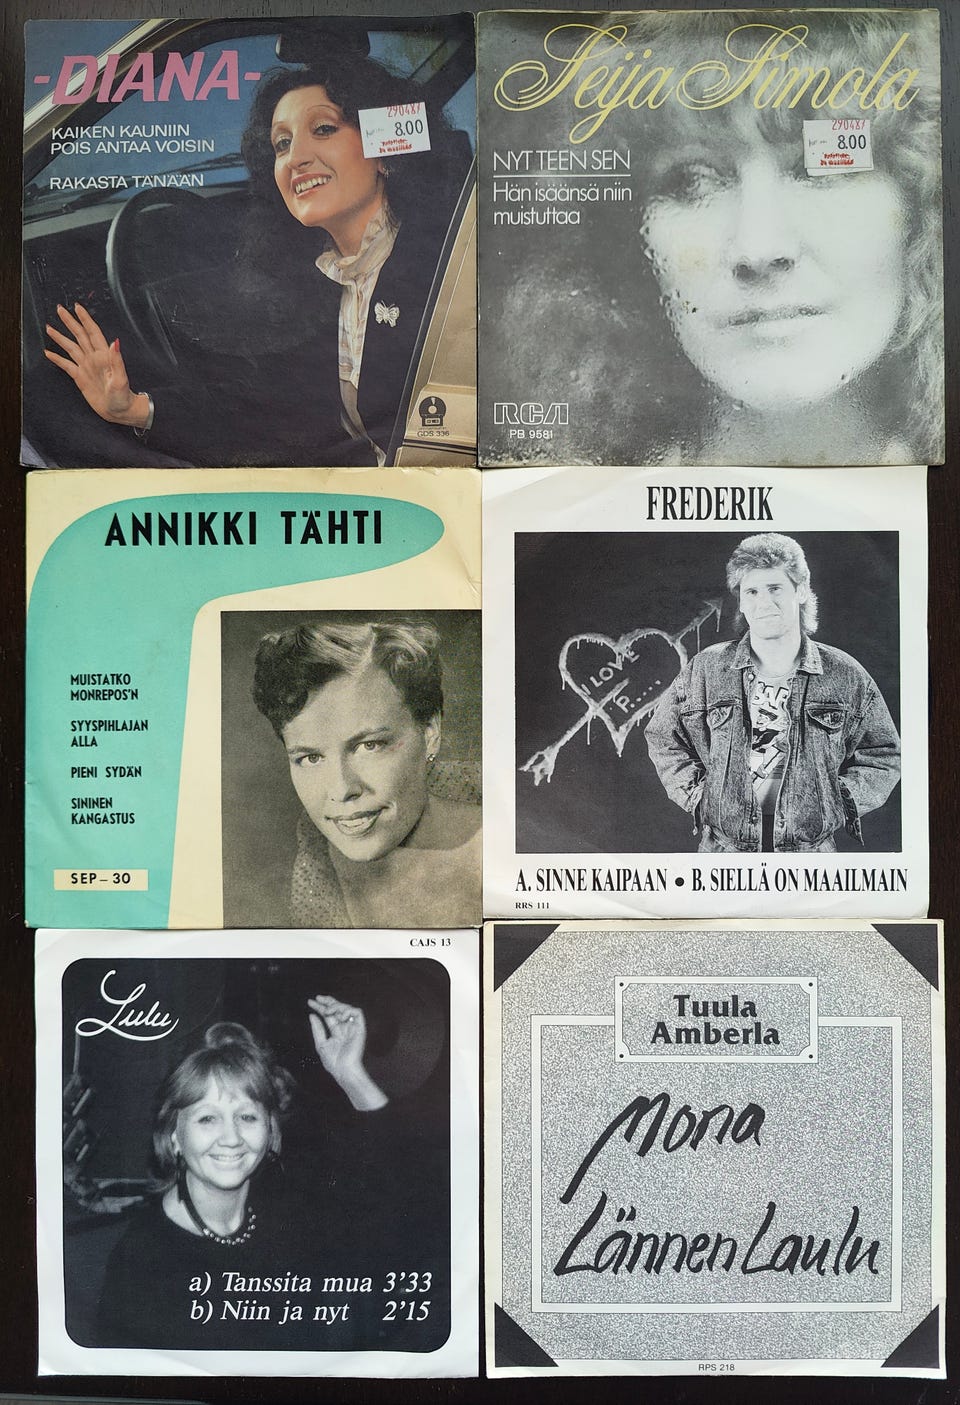 -DIANA-
KAIKEN KAUNIIN
POIS ANTAA VOISIN
RAKASTA TÄNÄÄN
290487
8.00
GDS 336
Seija Simola
290487
8.00
NYT TEEN SEN
Hän isäänsä niin
muistuttaa
RCA
PB 9581
ANNIKKI TÄHTI
MUISTATKO
MONREPOS'N
SYYSPIHLAJAN
ALLA
PIENI SYDÄN
SININEN
KANGASTUS
SEP-30
FREDERIK
I LOVE
P.....
A. SINNE KAIPAAN • B. SIELLÄ ON MAAILMAIN
RRS 111
CAJS 13
Lulu
a) Tanssita mua 3'33
b) Niin ja nyt 2'15
Tuula
Amberla
Mona
Lännen Laulu
RPS 218